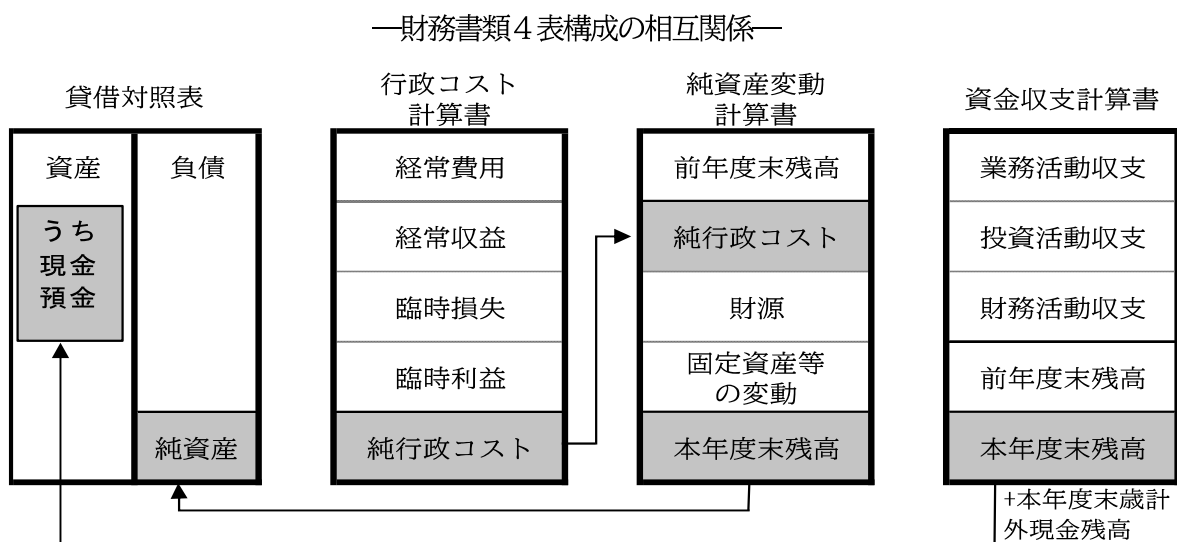 ―財務書類４表構成の相互関係―
貸借対照表
資産
負債
うち
現金
預金
純資産
行政コスト
計算書
経常費用
経常収益
臨時損失
臨時利益
純行政コスト
純資産変動
計算書
前年度末残高
純行政コスト
財源
固定資産等
の変動
本年度末残高
資金収支計算書
業務活動収支
投資活動収支
財務活動収支
前年度末残高
本年度末残高
+本年度末歳計
外現金残高